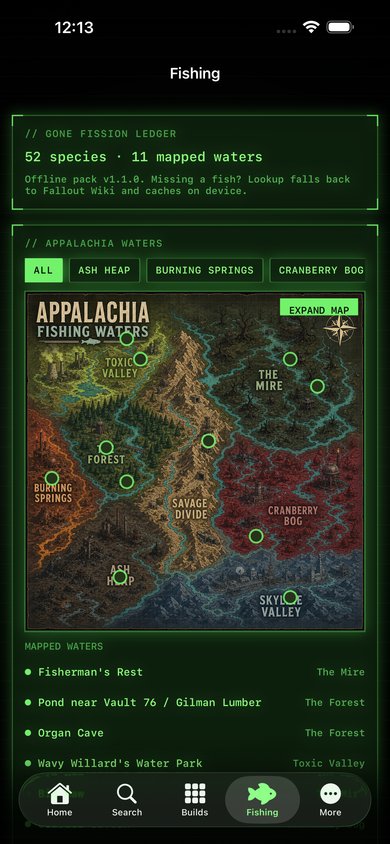 12:13
Fishing
// GONE FISSION LEDGER
52 species · 11 mapped waters
Offline pack v1.1.0. Missing a fish? Lookup falls back
to Fallout Wiki and caches on device.
// APPALACHIA WATERS
ALL
ASH HEAP
BURNING SPRINGS
CRANBERRY BOG
APPALACHIA
FISHING WATERS
EXPAND MAP
TOXIC
VALLEY
THE
MIRE
FOREST
BURNING
SPRINGS
SAVAGE
DIVIDE
CRANBERRY
BOG
ASH
HEAP
VALLEY
MAPPED WATERS
Fisherman's Rest The Mire
Pond near Vault 76 / Gilman Lumber The Forest
Organ Cave The Forest
Wavy Willard's Water Park Toxic Valley
Home
Search
Builds
Fishing
More